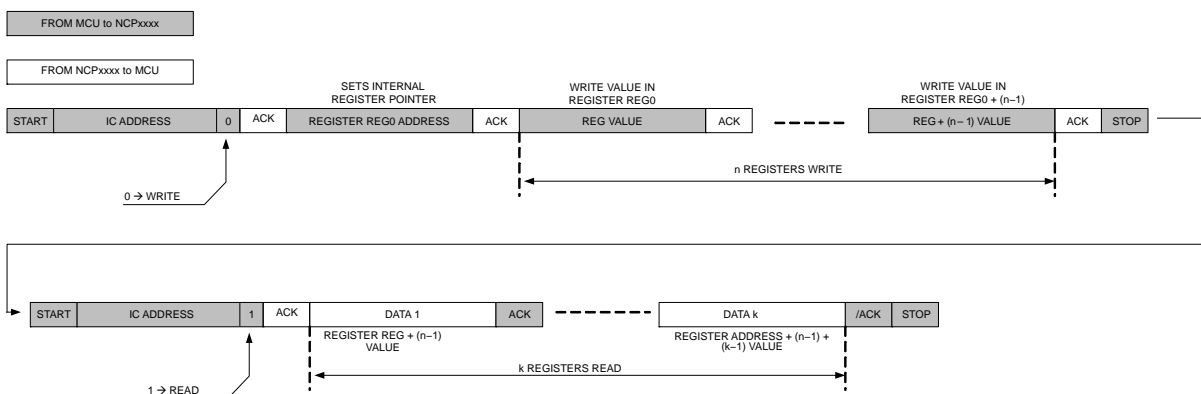 FROM MCU to NCPxxxx
FROM NCPxxxx to MCU
SETS INTERNAL
REGISTER POINTER
WRITE VALUE IN
REGISTER REG0
WRITE VALUE IN
REGISTER REG0 + (n−1)
START IC ADDRESS 0 ACK REGISTER REG0 ADDRESS ACK REG VALUE ACK REG + (n− 1) VALUE ACK STOP
n REGISTERS WRITE
0 → WRITE
START IC ADDRESS 1 ACK DATA 1 ACK DATA k /ACK STOP
REGISTER REG + (n−1)
VALUE
REGISTER ADDRESS + (n−1) +
(k−1) VALUE
k REGISTERS READ
1 → READ